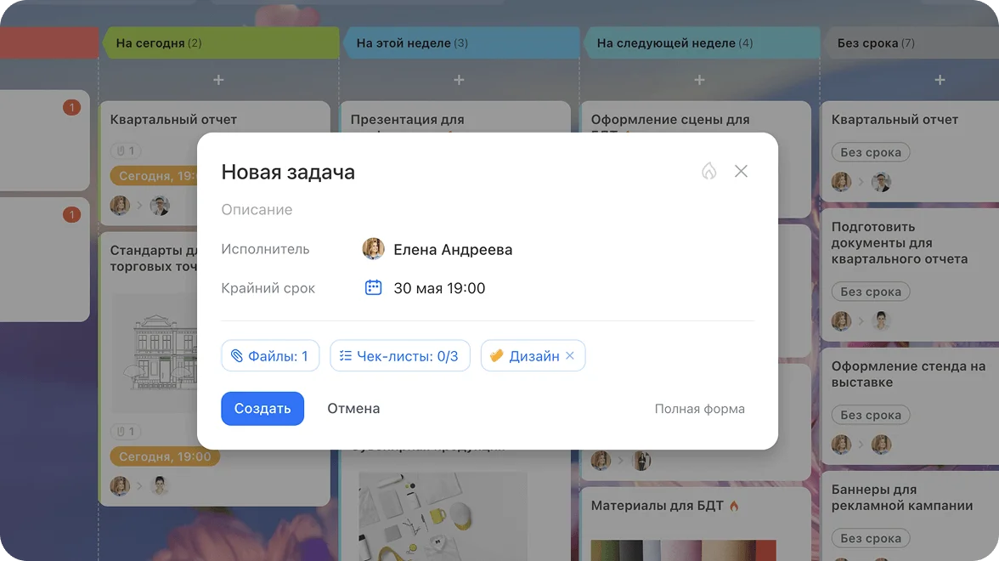 На сегодня (2)
На этой неделе (3)
На следующей неделе (4)
Без срока (7)
1
1
Квартальный отчет
1
Сегодня, 19:
Стандарты
торговых точ
1
Сегодня, 19:00
Презентация для
Оформление сцены для
БДТ
Новая задача
Описание
Исполнитель
Елена Андреева
Крайний срок
30 мая 19:00
Файлы: 1
Чек-листы: 0/3
Дизайн
Создать
Отмена
Полная форма
Материалы для БДТ
Квартальный отчет
Без срока
Подготовить
документы для
квартального отчета
Без срока
Оформление стенда на
выставке
Без срока
Баннеры для
рекламной кампании
Без срока